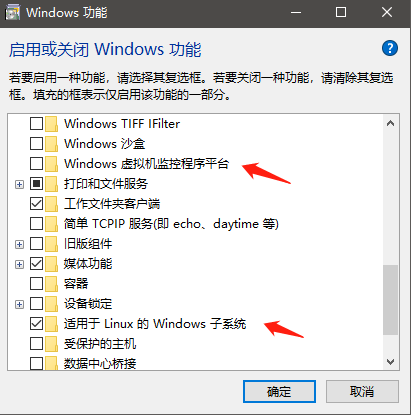 Windows 功能
启用或关闭 Windows 功能
若要启用一种功能，请选择其复选框。若要关闭一种功能，请清除其复选
框。填充的框表示仅启用该功能的一部分。
Windows TIFF IFilter
Windows 沙盒
Windows 虚拟机监控程序平台
打印和文件服务
工作文件夹客户端
简单 TCPIP 服务(即 echo、daytime 等)
旧版组件
媒体功能
容器
设备锁定
适用于 Linux 的 Windows 子系统
受保护的主机
数据中心桥接
确定
取消